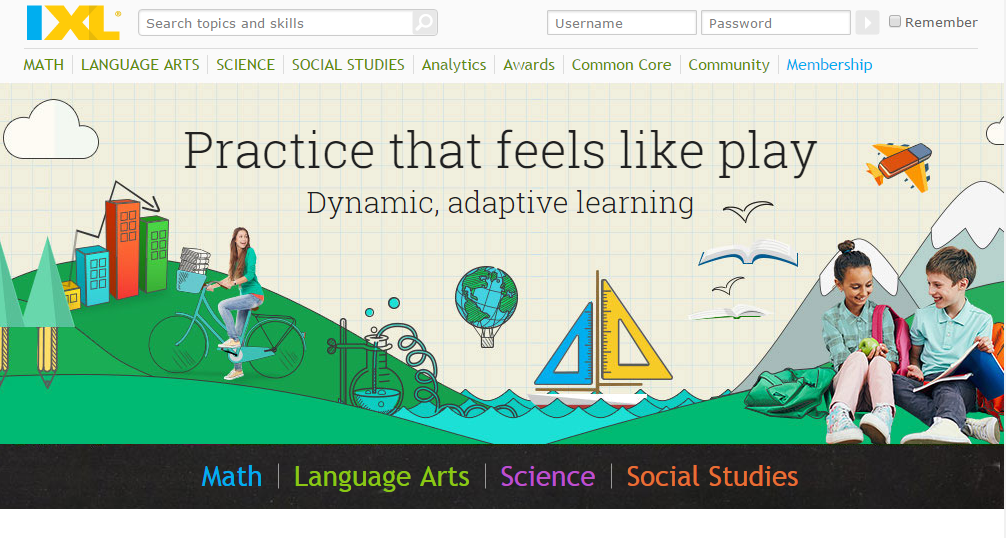 IXL®
Search topics and skills
Username
Password
Remember
MATH
LANGUAGE ARTS
SCIENCE
SOCIAL STUDIES
Analytics
Awards
Common Core
Community
Membership
Practice that feels like play
Dynamic, adaptive learning
Math
Language Arts
Science
Social Studies